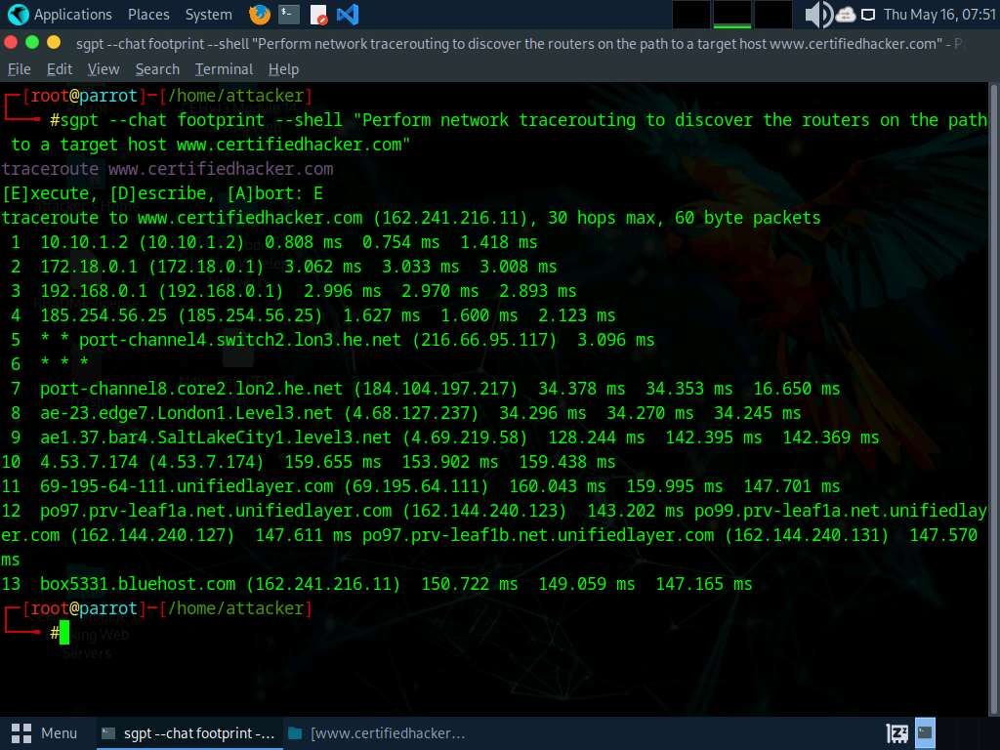 Applications Places System Thu May 16, 07:51
sgpt --chat footprint --shell "Perform network tracerouting to discover the routers on the path to a target host www.certifiedhacker.com" - P
File Edit View Search Terminal Help
┌─[root@parrot]─[/home/attacker]
└──╼ #sgpt --chat footprint --shell "Perform network tracerouting to discover the routers on the path
 to a target host www.certifiedhacker.com"
traceroute www.certifiedhacker.com
[E]xecute, [D]escribe, [A]bort: E
traceroute to www.certifiedhacker.com (162.241.216.11), 30 hops max, 60 byte packets
 1  10.10.1.2 (10.10.1.2)  0.808 ms  0.754 ms  1.418 ms
 2  172.18.0.1 (172.18.0.1)  3.062 ms  3.033 ms  3.008 ms
 3  192.168.0.1 (192.168.0.1)  2.996 ms  2.970 ms  2.893 ms
 4  185.254.56.25 (185.254.56.25)  1.627 ms  1.600 ms  2.123 ms
 5  * * port-channel4.switch2.lon3.he.net (216.66.95.117)  3.096 ms
 6  * * *
 7  port-channel8.core2.lon2.he.net (184.104.197.217)  34.378 ms  34.353 ms  16.650 ms
 8  ae-23.edge7.London1.Level3.net (4.68.127.237)  34.296 ms  34.270 ms  34.245 ms
 9  ae1.37.bar4.SaltLakeCity1.level3.net (4.69.219.58)  128.244 ms  142.395 ms  142.369 ms
10  4.53.7.174 (4.53.7.174)  159.655 ms  153.902 ms  159.438 ms
11  69-195-64-111.unifiedlayer.com (69.195.64.111)  160.043 ms  159.995 ms  147.701 ms
12  po97.prv-leaf1a.net.unifiedlayer.com (162.144.240.123)  143.202 ms po99.prv-leaf1a.net.unifiedlay
er.com (162.144.240.127)  147.611 ms po97.prv-leaf1b.net.unifiedlayer.com (162.144.240.131)  147.570
ms
13  box5331.bluehost.com (162.241.216.11)  150.722 ms  149.059 ms  147.165 ms
┌─[root@parrot]─[/home/attacker]
└──╼ #
Servers
Menu sgpt --chat footprint -... [www.certifiedhacker...